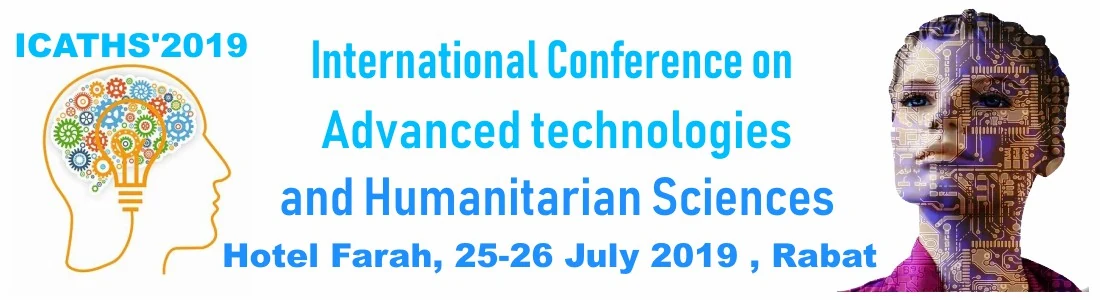 ICATHS'2019
International Conference on
Advanced technologies
and Humanitarian Sciences
Hotel Farah, 25-26 July 2019 , Rabat